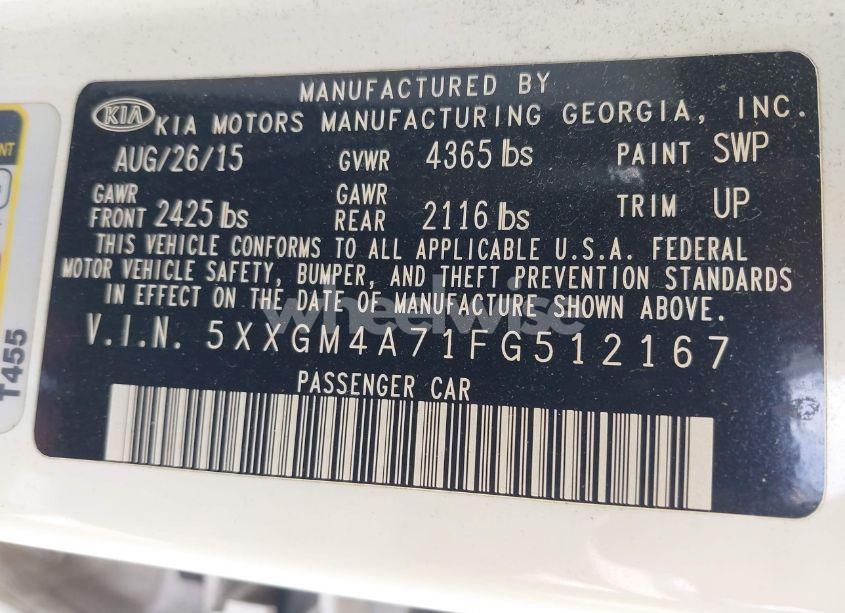 MANUFACTURED BY
KIA KIA MOTORS MANUFACTURING GEORGIA, INC.
AUG/26/15 GVWR 4365 lbs PAINT SWP
GAWR FRONT 2425 lbs GAWR REAR 2116 lbs TRIM UP
THIS VEHICLE CONFORMS TO ALL APPLICABLE U.S.A. FEDERAL
MOTOR VEHICLE SAFETY, BUMPER, AND THEFT PREVENTION STANDARDS
IN EFFECT ON THE DATE OF MANUFACTURE SHOWN ABOVE.
wheelwise
V.I.N. 5XXGM4A71FG512167
PASSENGER CAR
T455